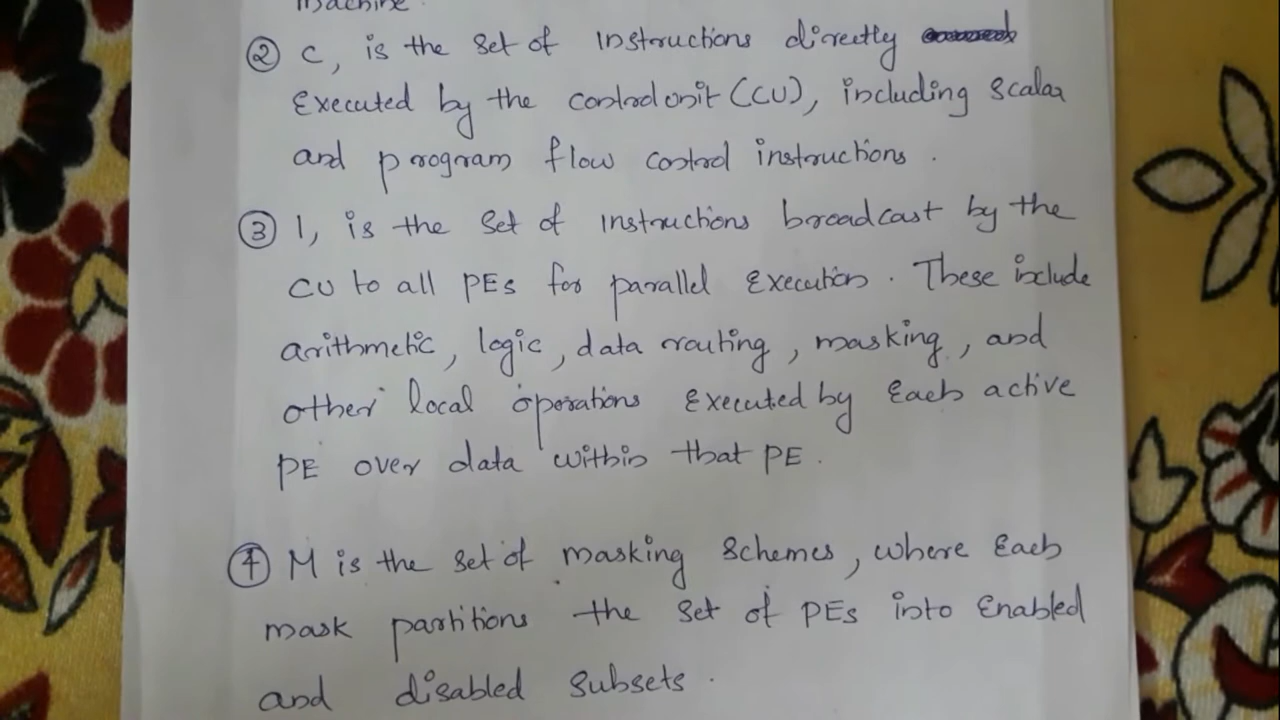 machine.
② C, is the set of instructions directly
Executed by the control unit (CU), including scalar
and program flow control instructions.
③ I, is the set of instructions broadcast by the
CU to all PEs for parallel Execution. These include
arithmetic, logic, data routing, masking, and
other local operations Executed by Each active
PE over data within that PE.
④ M is the set of masking schemes, where Each
mask partitions the set of PEs into Enabled
and disabled subsets.